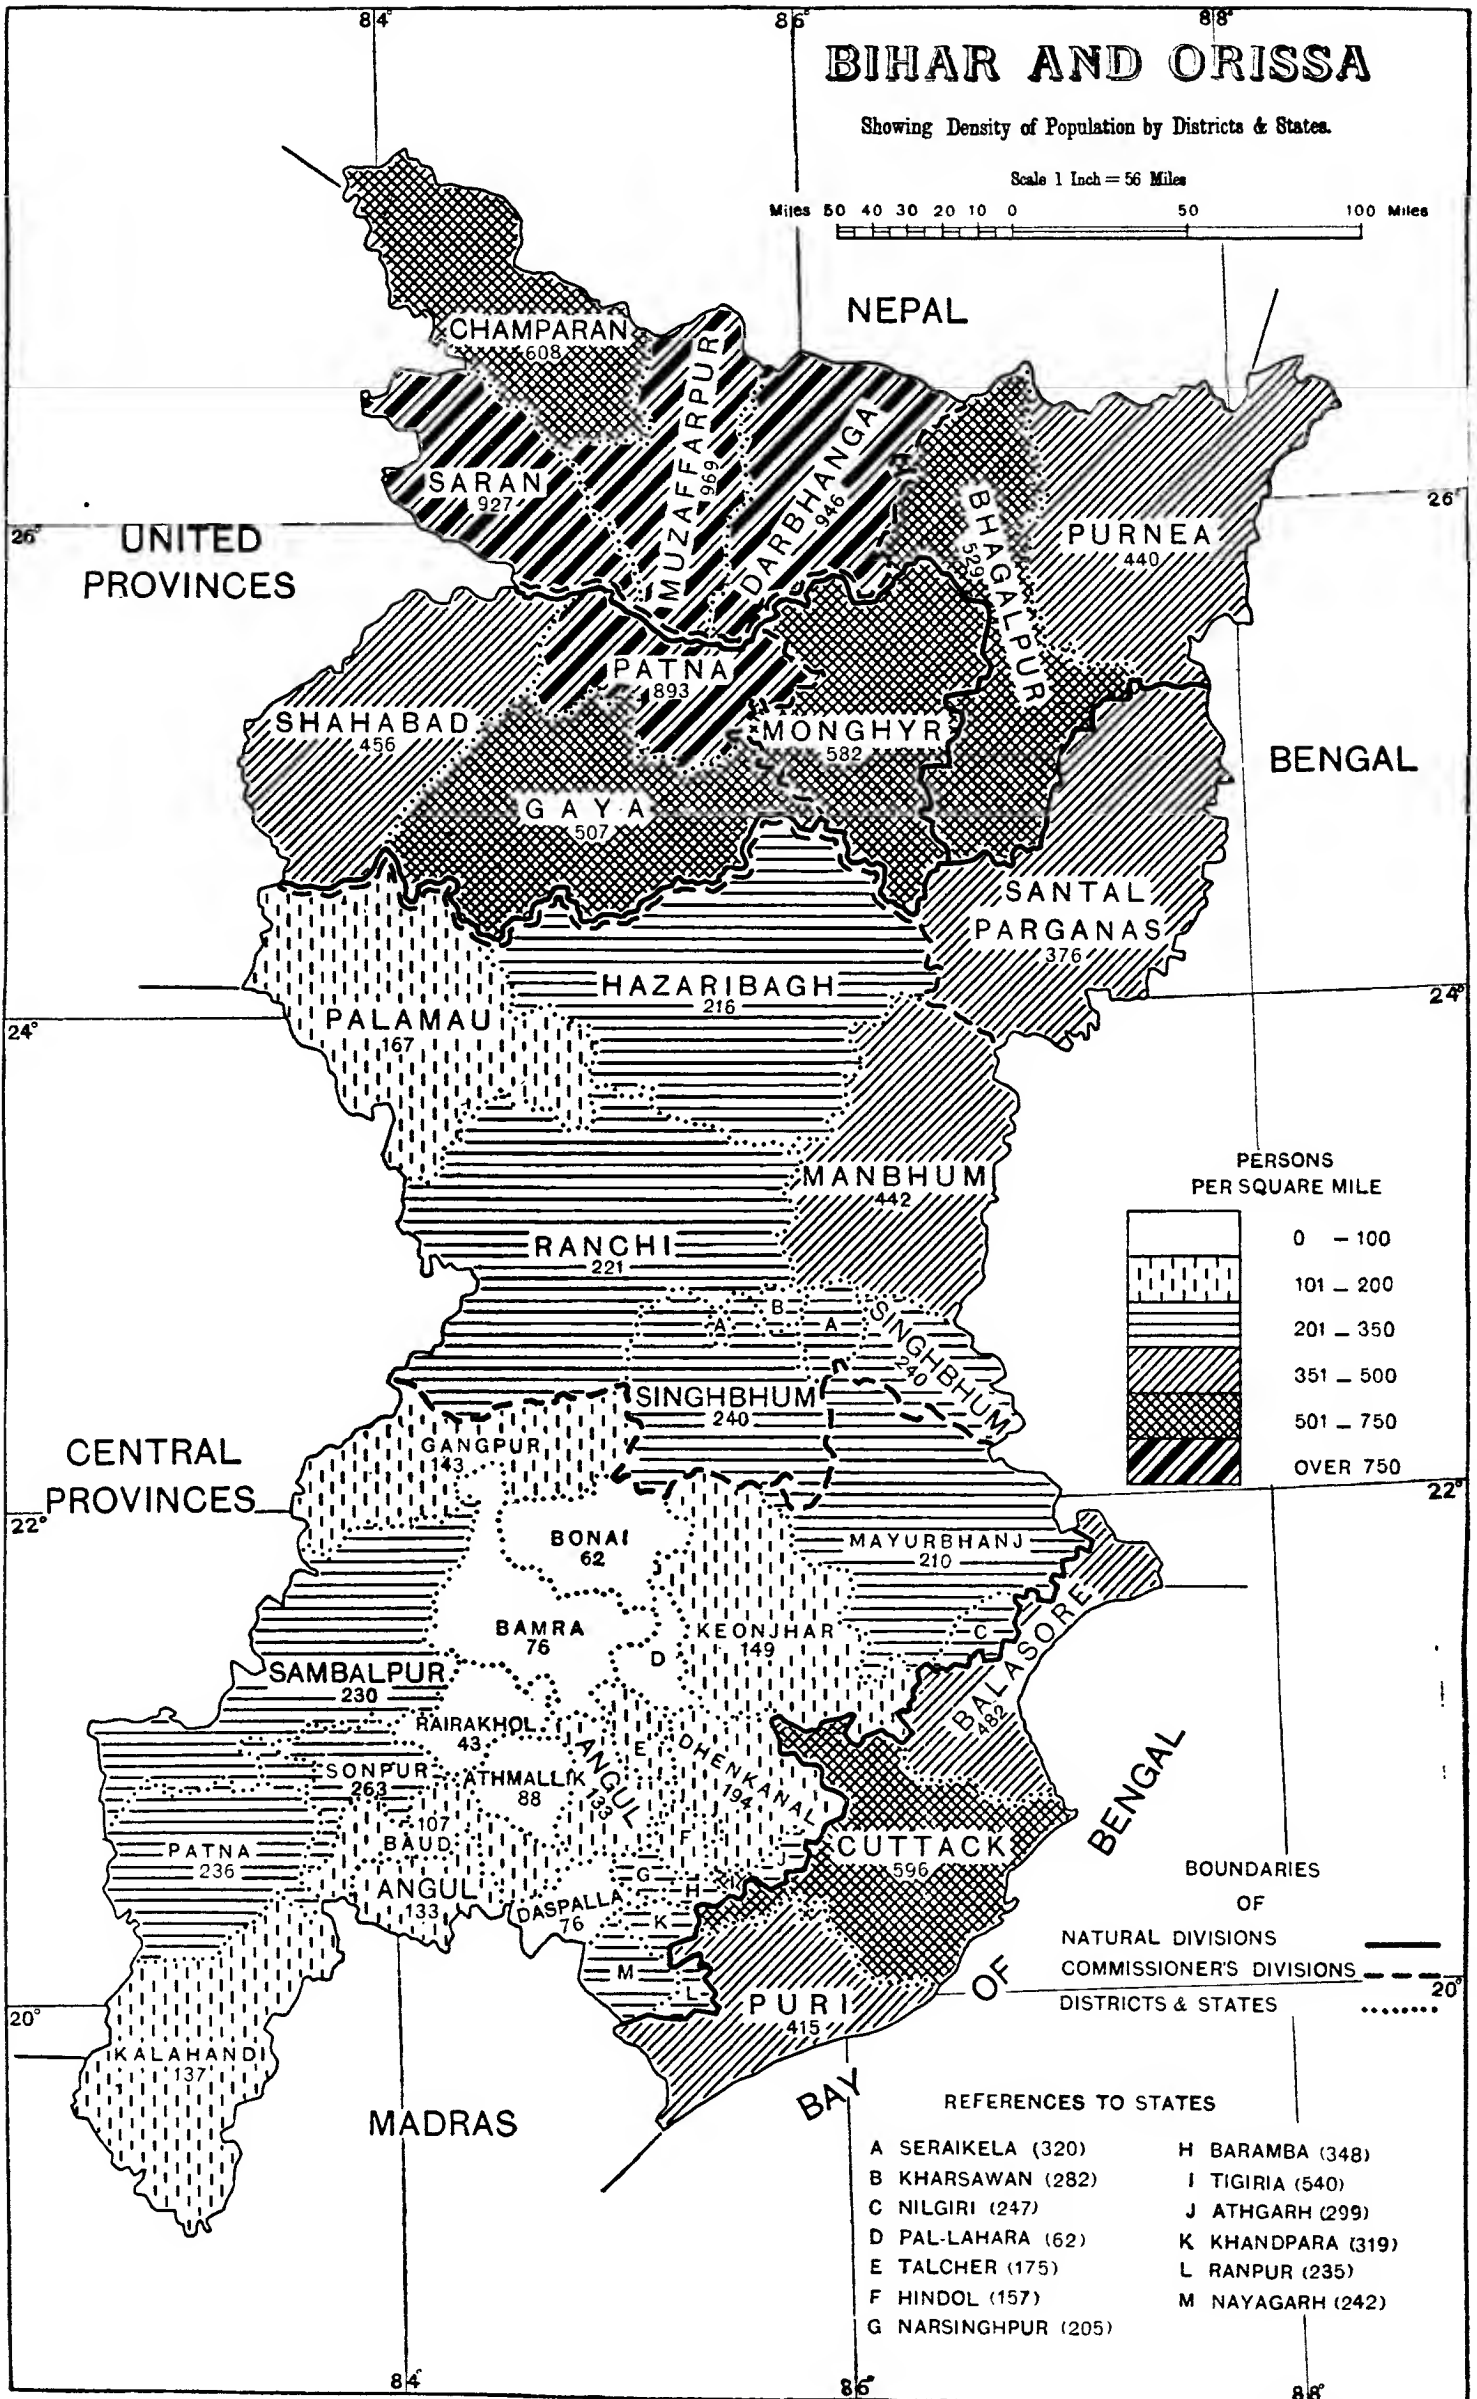 84°
86°
88°
BIHAR AND ORISSA
Showing Density of Population by Districts & States.
Scale 1 Inch = 56 Miles
Miles 50 40 30 20 10 0 50 100 Miles
NEPAL
CHAMPARAN
608
MUZAFFARPUR
969
DARBHANGA
946
SARAN
927
BHAGALPUR
529
PURNEA
440
26°
26°
UNITED
PROVINCES
PATNA
893
SHAHABAD
456
MONGHYR
582
BENGAL
GAYA
507
SANTAL
PARGANAS
376
HAZARIBAGH
216
24°
24°
PALAMAU
167
MANBHUM
442
PERSONS
PER SQUARE MILE
0 – 100
101 – 200
201 – 350
351 – 500
501 – 750
OVER 750
RANCHI
221
A
B
A
SINGHBHUM
240
SINGHBHUM
240
CENTRAL
PROVINCES
GANGPUR
143
22°
22°
BONAI
62
MAYURBHANJ
210
BAMRA
76
D
KEONJHAR
149
C
BALASORE
482
SAMBALPUR
230
RAIRAKHOL
43
SONPUR
263
ATHMALLIK
88
ANGUL
133
E
DHENKANAL
194
107
BAUD
F
J
PATNA
236
G
H
I
CUTTACK
596
ANGUL
133
DASPALLA
76
K
M
L
PURI
415
BAY
OF
BENGAL
BOUNDARIES
OF
NATURAL DIVISIONS
COMMISSIONER'S DIVISIONS
DISTRICTS & STATES
20°
20°
KALAHANDI
137
MADRAS
REFERENCES TO STATES
A SERAIKELA (320)
B KHARSAWAN (282)
C NILGIRI (247)
D PAL-LAHARA (62)
E TALCHER (175)
F HINDOL (157)
G NARSINGHPUR (205)
H BARAMBA (348)
I TIGIRIA (540)
J ATHGARH (299)
K KHANDPARA (319)
L RANPUR (235)
M NAYAGARH (242)
84°
86°
88°